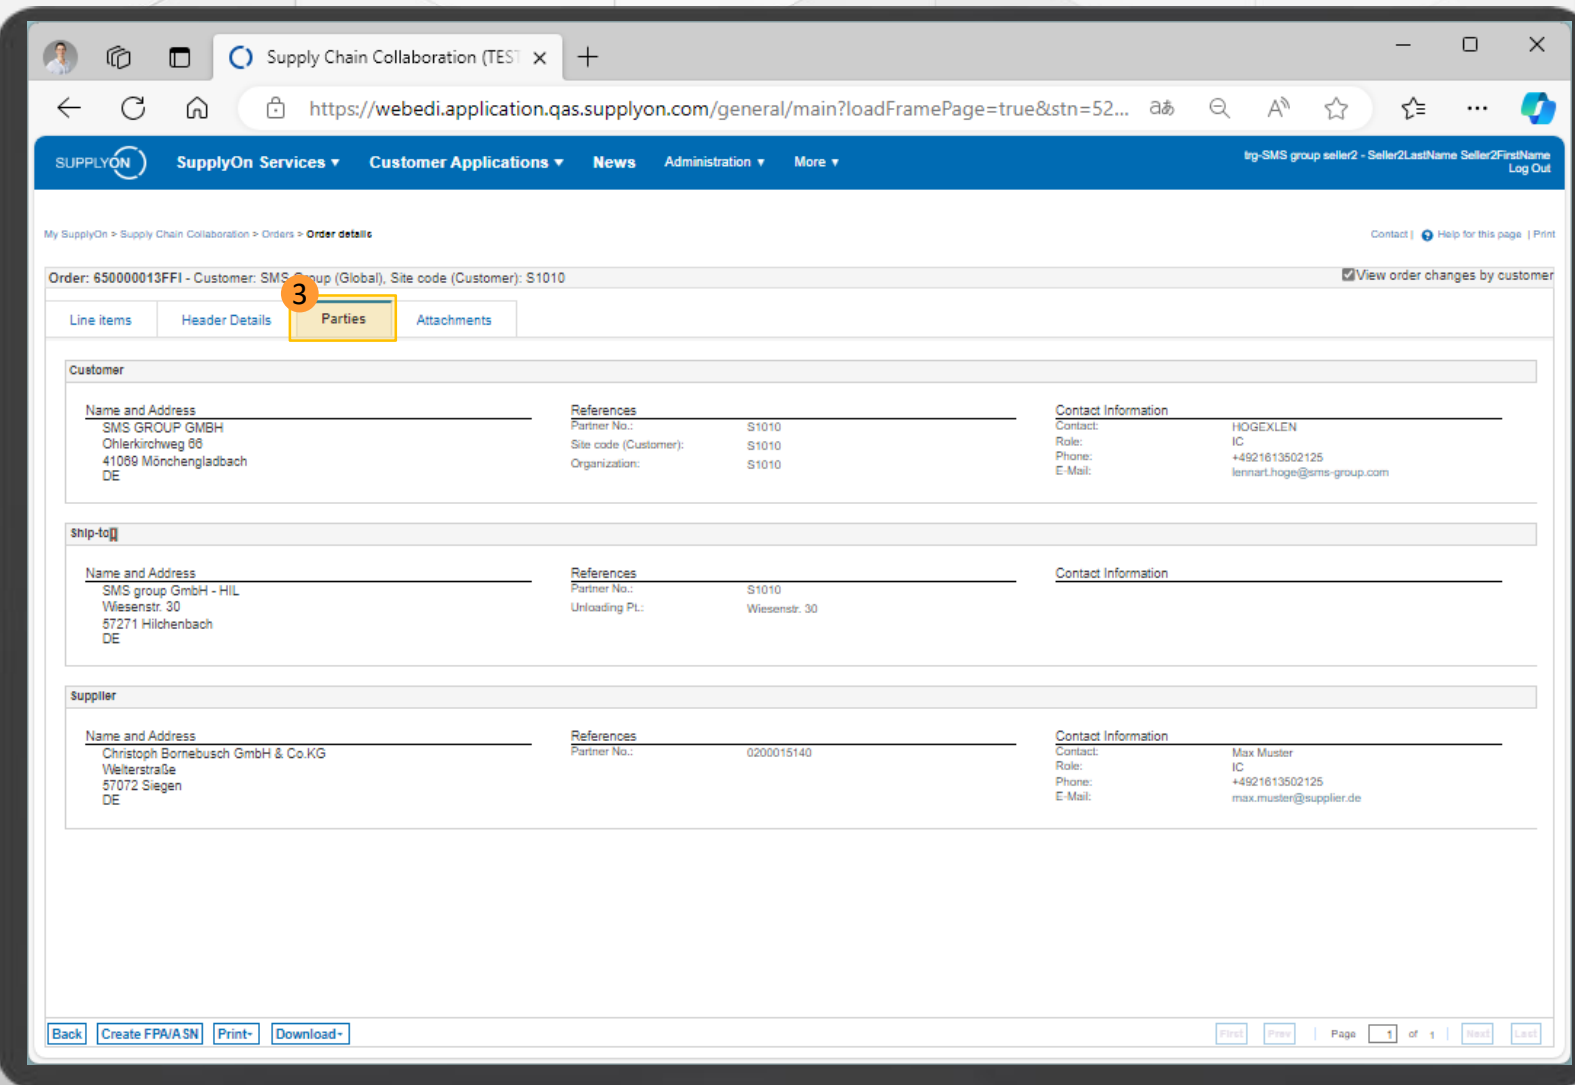 Supply Chain Collaboration (TEST
https://webedi.application.qas.supplyon.com/general/main?loadFramePage=true&stn=52...
SUPPLYON
SupplyOn Services ▾ Customer Applications ▾ News Administration ▾ More ▾
trg-SMS group seller2 - Seller2LastName Seller2FirstName
Log Out
My SupplyOn > Supply Chain Collaboration > Orders > Order details
Contact | Help for this page | Print
Order: 650000013FFI - Customer: SMS Group (Global), Site code (Customer): S1010
View order changes by customer
3
Line items Header Details Parties Attachments
Customer
Name and Address References Contact Information
SMS GROUP GMBH Partner No.: S1010 Contact: HOGEXLEN
Ohlerkirchweg 66 Site code (Customer): S1010 Role: IC
41069 Mönchengladbach Organization: S1010 Phone: +4921613502125
DE E-Mail: lennart.hoge@sms-group.com
Ship-to
Name and Address References Contact Information
SMS group GmbH - HIL Partner No.: S1010
Wiesenstr. 30 Unloading Pt.: Wiesenstr. 30
57271 Hilchenbach
DE
Supplier
Name and Address References Contact Information
Christoph Bornebusch GmbH & Co.KG Partner No.: 0200015140 Contact: Max Muster
Welterstraße Role: IC
57072 Siegen Phone: +4921613502125
DE E-Mail: max.muster@supplier.de
Back Create FPA/ASN Print- Download-
First Prev | Page 1 of 1 | Next Last